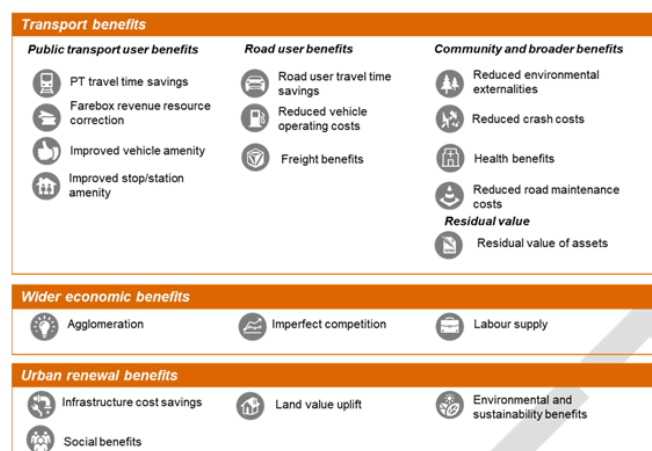 Transport benefits
Public transport user benefits
PT travel time savings
Farebox revenue resource
correction
Improved vehicle amenity
Improved stop/station
amenity
Road user benefits
Road user travel time
savings
Reduced vehicle
operating costs
Freight benefits
Community and broader benefits
Reduced environmental
externalities
Reduced crash costs
Health benefits
Reduced road maintenance
costs
Residual value
Residual value of assets
Wider economic benefits
Agglomeration
Imperfect competition
Labour supply
Urban renewal benefits
Infrastructure cost savings
Land value uplift
Environmental and
sustainability benefits
Social benefits